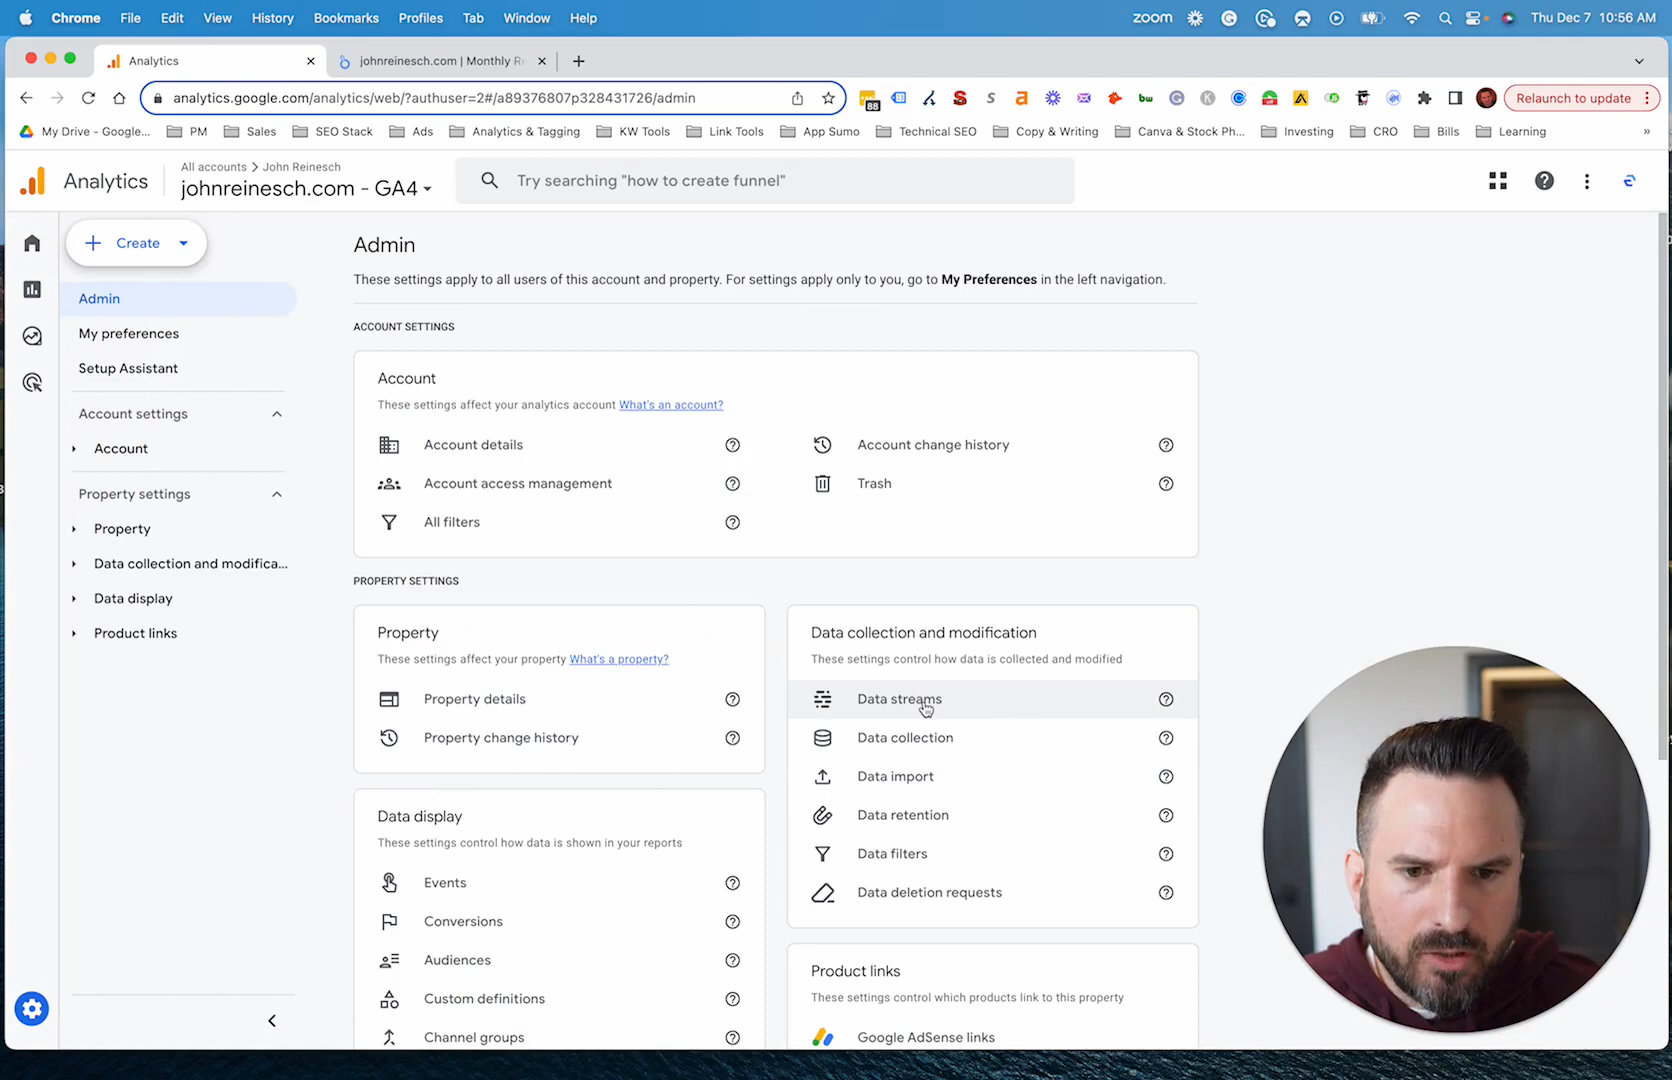 Chrome File Edit View History Bookmarks Profiles Tab Window Help zoom Thu Dec 7 10:56 AM
Analytics johnreinesch.com | Monthly Re
analytics.google.com/analytics/web/?authuser=2#/a89376807p328431726/admin 88 Relaunch to update
My Drive - Google... PM Sales SEO Stack Ads Analytics & Tagging KW Tools Link Tools App Sumo Technical SEO Copy & Writing Canva & Stock Ph... Investing CRO Bills Learning »
All accounts > John Reinesch
Analytics johnreinesch.com - GA4 Try searching "how to create funnel"
Create
Admin
My preferences
Setup Assistant
Account settings
Account
Property settings
Property
Data collection and modifica...
Data display
Product links
Admin
These settings apply to all users of this account and property. For settings apply only to you, go to My Preferences in the left navigation.
ACCOUNT SETTINGS
Account
These settings affect your analytics account What's an account?
Account details
Account change history
Account access management
Trash
All filters
PROPERTY SETTINGS
Property
These settings affect your property What's a property?
Property details
Property change history
Data display
These settings control how data is shown in your reports
Events
Conversions
Audiences
Custom definitions
Channel groups
Data collection and modification
These settings control how data is collected and modified
Data streams
Data collection
Data import
Data retention
Data filters
Data deletion requests
Product links
These settings control which products link to this property
Google AdSense links